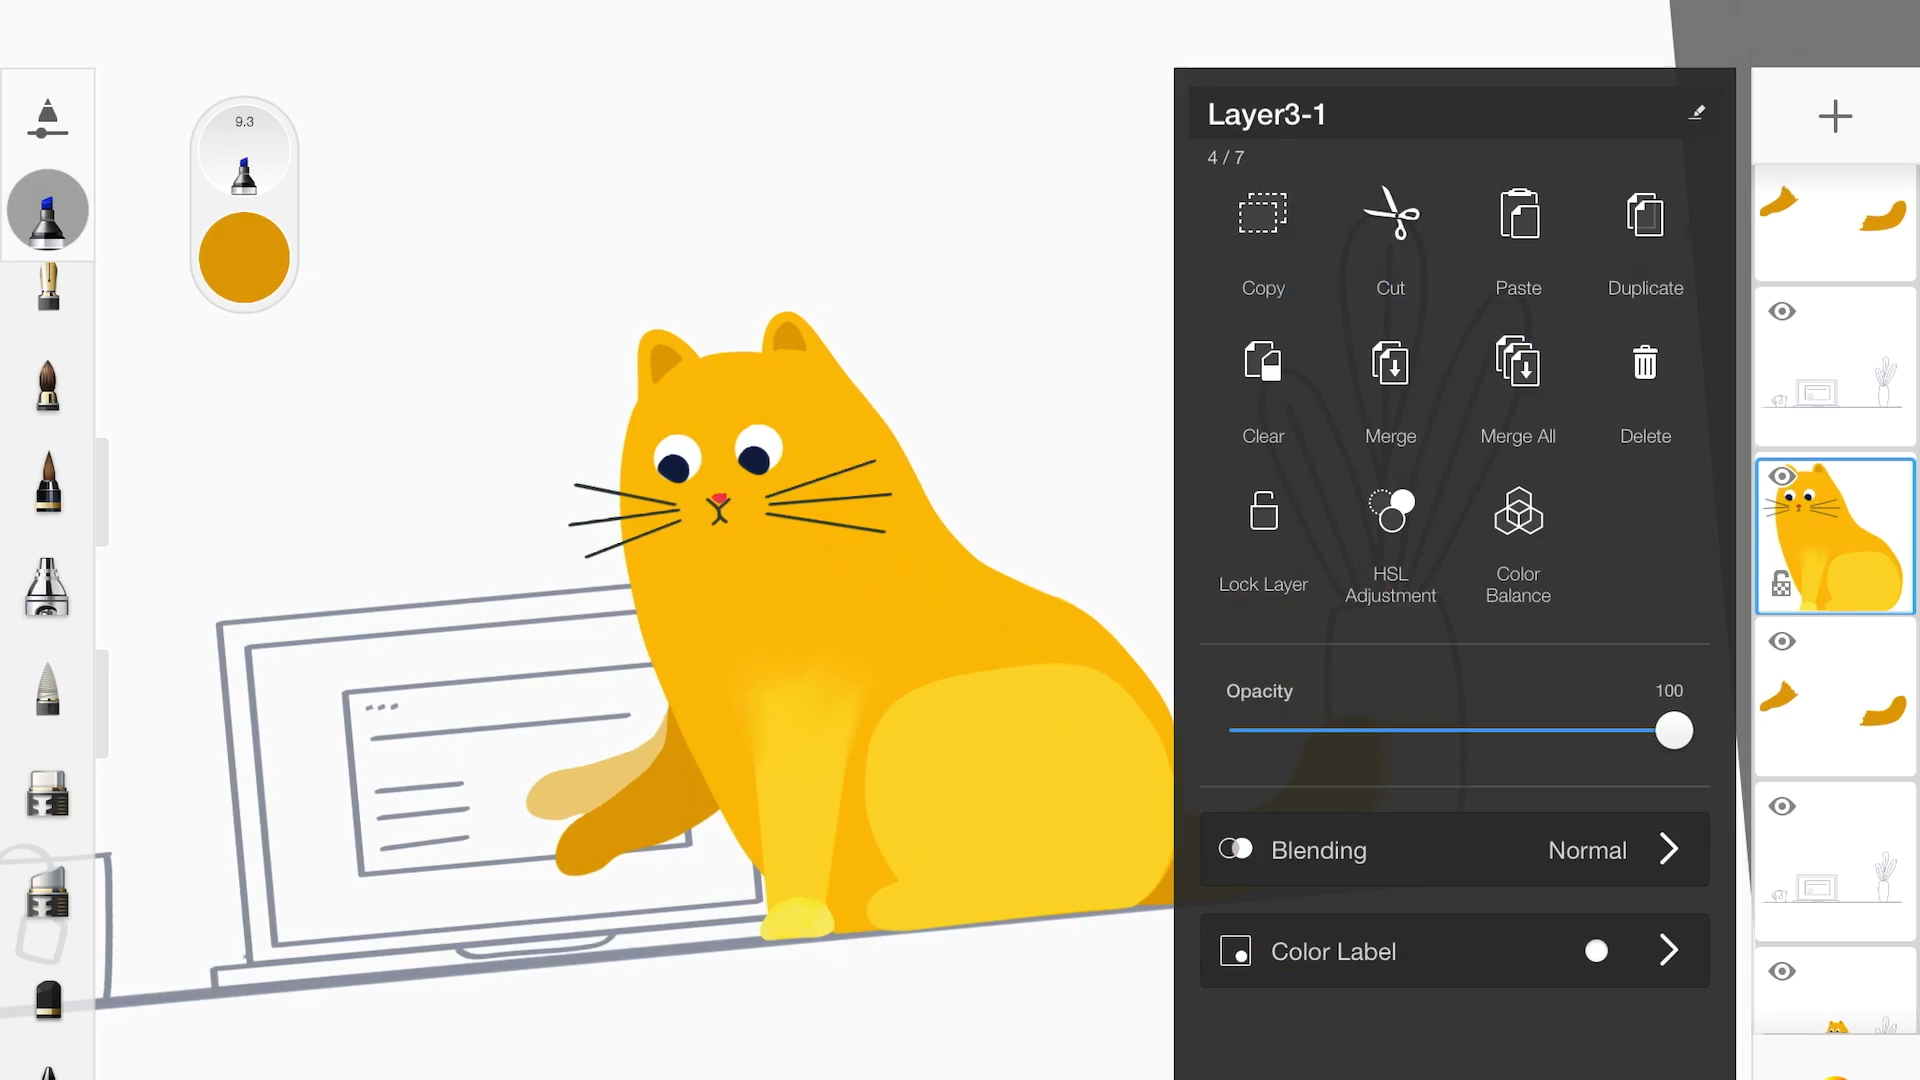 9.3
Layer3-1
4 / 7
Copy
Cut
Paste
Duplicate
Clear
Merge
Merge All
Delete
Lock Layer
HSL
Adjustment
Color
Balance
Opacity
100
Blending
Normal
Color Label